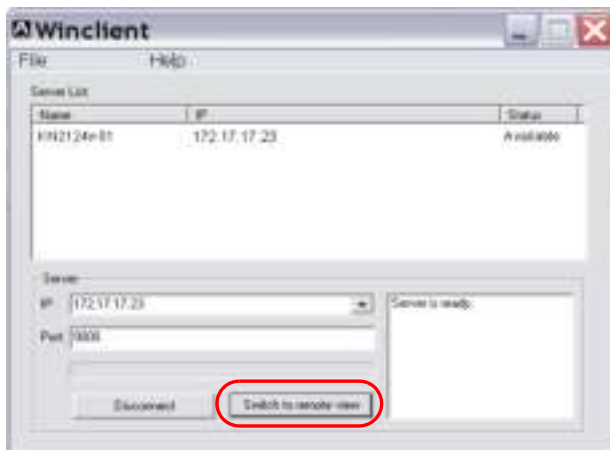 Winclient
File Help
Server List
Name IP Status
KN2124v-01 172.17.17.23 Available
Server
IP 172.17.17.23 Server is ready.
Port 9000
Disconnect Switch to remote view